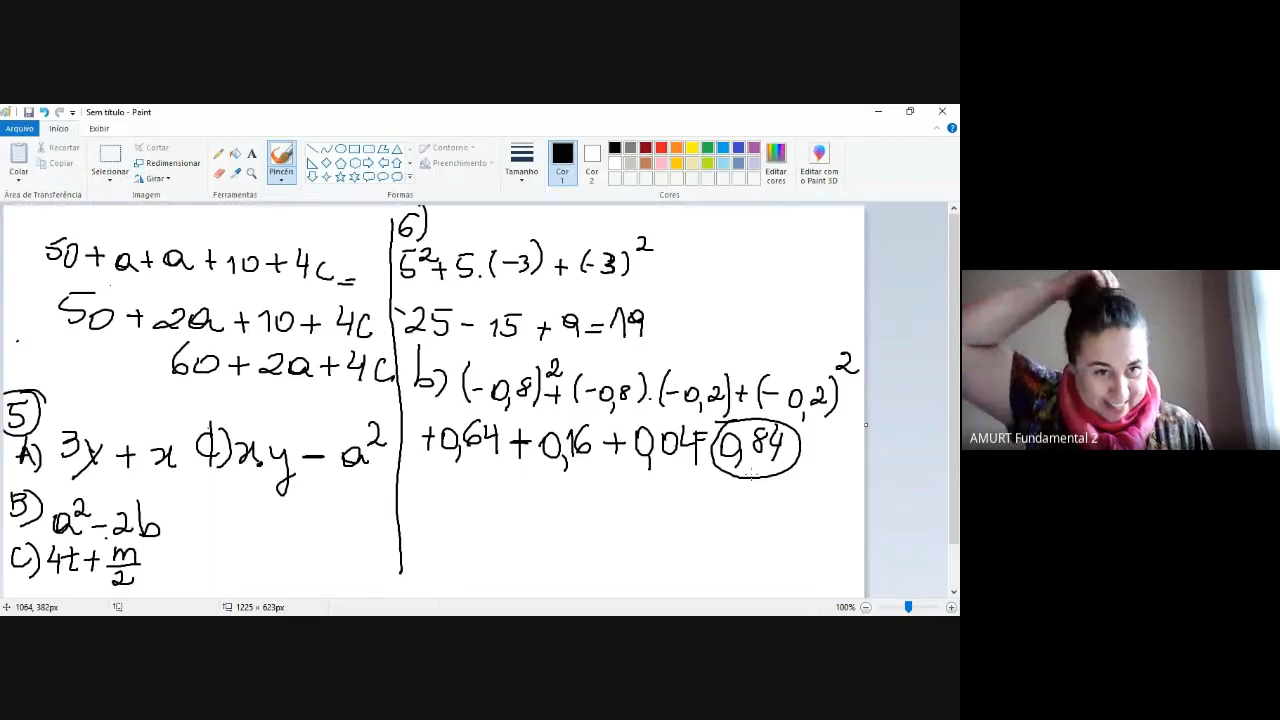 Sem título - Paint
Arquivo Início Exibir
Colar
Recortar
Copiar
Área de Transferência
Selecionar
Cortar
Redimensionar
Girar
Imagem
Ferramentas
Pincéis
Contorno
Preenchimento
Formas
Tamanho
Cor 1
Cor 2
Editar cores
Editar com o Paint 3D
Cores
50 + a + a + 10 + 4c =
50 + 2a + 10 + 4c
60 + 2a + 4c
5)
A) 3y + x d) x.y - a²
B) a² - 2b
C) 4t + m/2
6)
5² + 5.(-3) + (-3)²
25 - 15 + 9 = 19
b) (-0,8)² + (-0,8).(-0,2) + (-0,2)²
+0,64 + 0,16 + 0,04 = 0,84
AMURT Fundamental 2
1064, 382px
1225 × 623px
100%